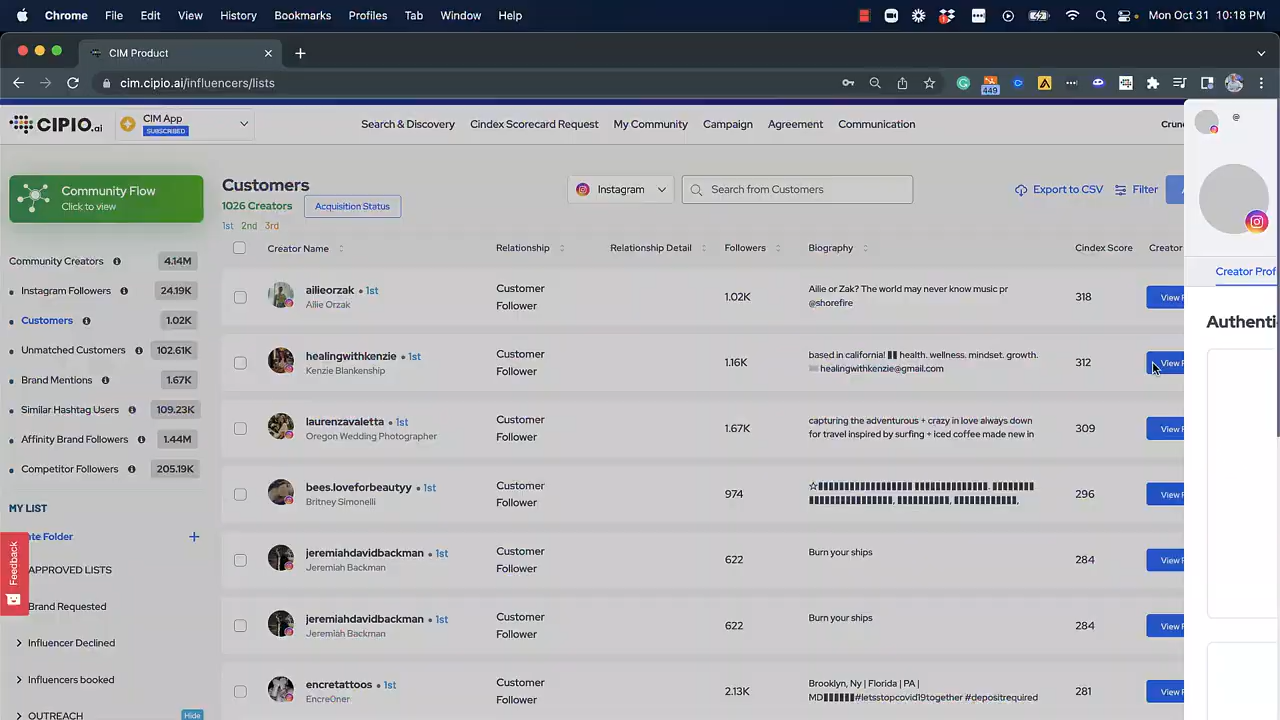 Chrome File Edit View History Bookmarks Profiles Tab Window Help
Mon Oct 31 10:18 PM
CIM Product
cim.cipio.ai/influencers/lists
449
CIPIO.ai
CIM App
SUBSCRIBED
Search & Discovery Cindex Scorecard Request My Community Campaign Agreement Communication
@
Community Flow
Click to view
Community Creators 4.14M
Instagram Followers 24.19K
Customers 1.02K
Unmatched Customers 102.61K
Brand Mentions 1.67K
Similar Hashtag Users 109.23K
Affinity Brand Followers 1.44M
Competitor Followers 205.19K
MY LIST
APPROVED LISTS
Brand Requested
Influencer Declined
Influencers booked
OUTREACH Hide
Feedback
Customers
1026 Creators
Acquisition Status
1st 2nd 3rd
Instagram
Search from Customers
Export to CSV Filter
Creator Name Relationship Relationship Detail Followers Biography Cindex Score Creator
ailieorzak • 1st
Allie Orzak
Customer
Follower
1.02K
Ailie or Zak? The world may never know music pr
@shorefire
318
View
healingwithkenzie • 1st
Kenzie Blankenship
Customer
Follower
1.16K
based in california! health. wellness. mindset. growth.
healingwithkenzie@gmail.com
312
View
laurenzavaletta • 1st
Oregon Wedding Photographer
Customer
Follower
1.67K
capturing the adventurous + crazy in love always down
for travel inspired by surfing + iced coffee made new in
309
View
bees.loveforbeautyy • 1st
Britney Simonelli
Customer
Follower
974
296
View
jeremiahdavidbackman • 1st
Jeremiah Backman
Customer
Follower
622
Burn your ships
284
View
jeremiahdavidbackman • 1st
Jeremiah Backman
Customer
Follower
622
Burn your ships
284
View
encretattoos • 1st
Encre0ner
Customer
Follower
2.13K
Brooklyn, Ny | Florida | PA |
MD #letsstopcovid19together #depositrequired
281
View
Creator Prof
Authenti